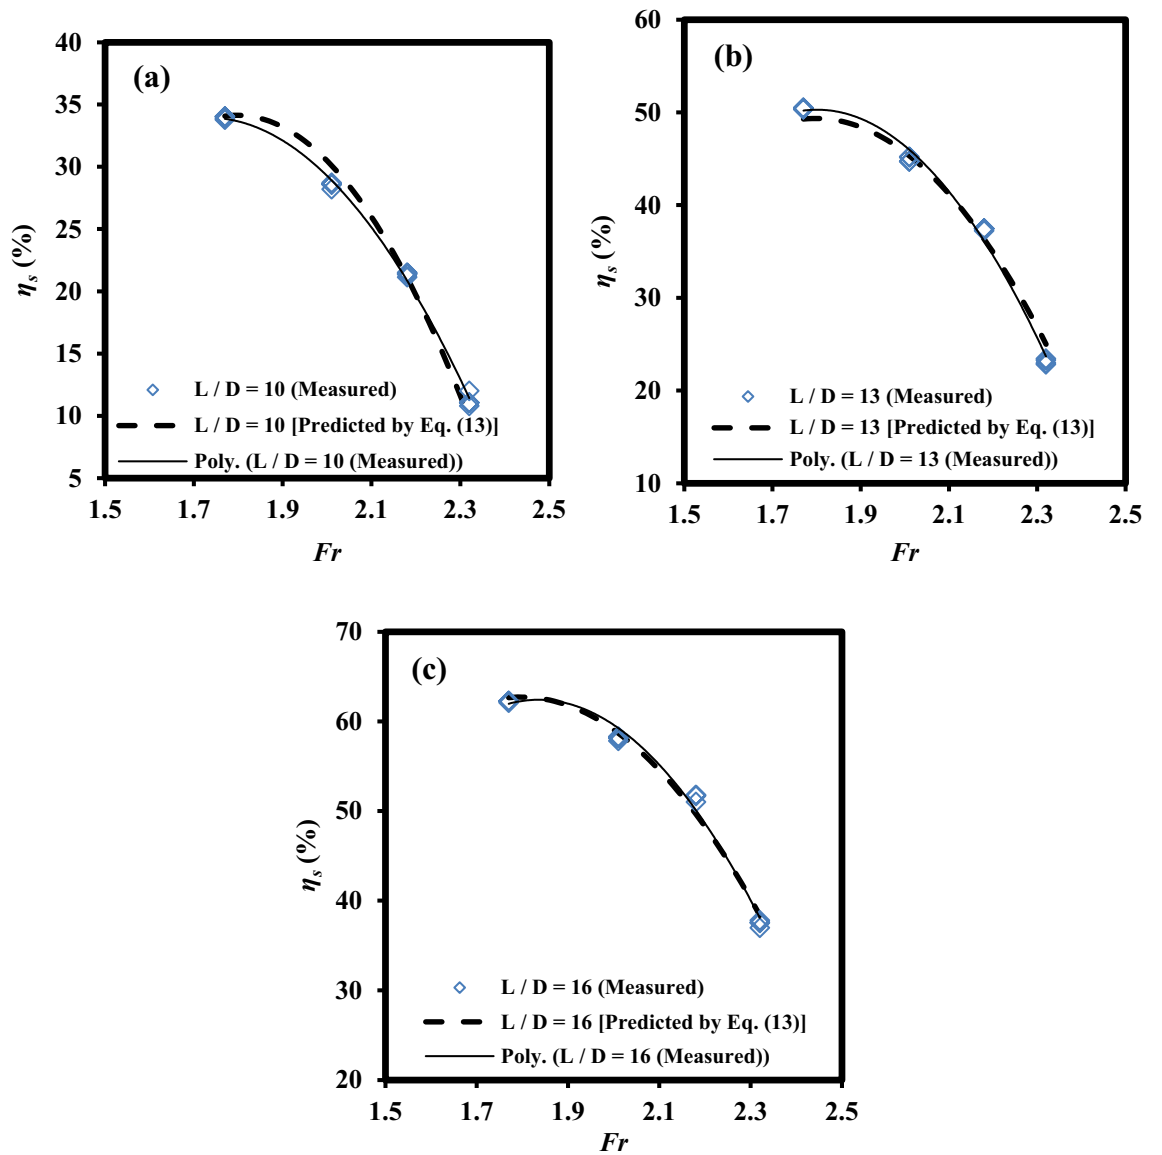 (a)
40
35
30
25
20
15
10
5
ηs (%)
L / D = 10 (Measured)
L / D = 10 [Predicted by Eq. (13)]
Poly. (L / D = 10 (Measured))
1.5 1.7 1.9 2.1 2.3 2.5
Fr
(b)
60
50
40
30
20
10
ηs (%)
L / D = 13 (Measured)
L / D = 13 [Predicted by Eq. (13)]
Poly. (L / D = 13 (Measured))
1.5 1.7 1.9 2.1 2.3 2.5
Fr
(c)
70
60
50
40
30
20
ηs (%)
L / D = 16 (Measured)
L / D = 16 [Predicted by Eq. (13)]
Poly. (L / D = 16 (Measured))
1.5 1.7 1.9 2.1 2.3 2.5
Fr